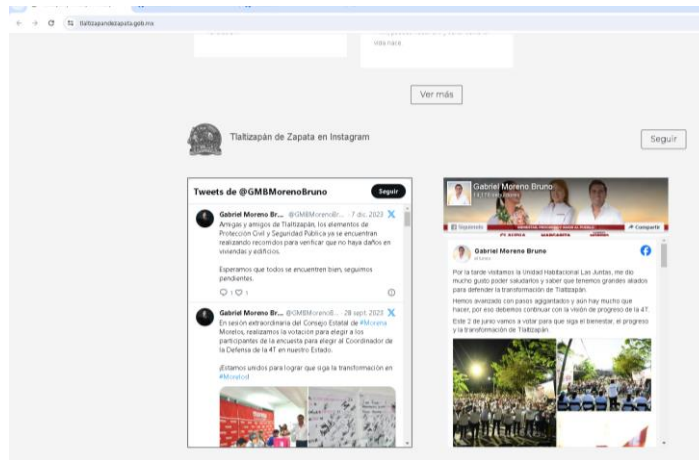 tlaltizapandezapata.gob.mx
vida nace
Ver más
Tlaltizapán de Zapata en Instagram
Seguir
Tweets de @GMBMorenoBruno
Seguir
Gabriel Moreno Br... @GMBMorenoBr... · 7 dic. 2023
Amigas y amigos de Tlaltizapán, los elementos de
Protección Civil y Seguridad Pública ya se encuentran
realizando recorridos para verificar que no haya daños en
viviendas y edificios.
Esperamos que todos se encuentren bien, seguimos
pendientes.
1
1
Gabriel Moreno Br... @GMBMorenoB... · 28 sept. 2023
En sesión extraordinaria del Consejo Estatal de #Morena
Morelos, realizamos la votación para elegir a los
participantes de la encuesta para elegir al Coordinador de
la Defensa de la 4T en nuestro Estado.
¡Estamos unidos para lograr que siga la transformación en
#Morelos!
Gabriel Moreno Bruno
Siguiendo
Compartir
Gabriel Moreno Bruno
Por la tarde visitamos la Unidad Habitacional Las Juntas, me dio
mucho gusto poder saludarlos y saber que tenemos grandes aliados
para defender la transformación de Tlaltizapán.
Hemos avanzado con pasos agigantados y aún hay mucho que
hacer, por eso debemos continuar con la visión de progreso de la 4T.
Este 2 de junio vamos a votar para que siga el bienestar, el progreso
y la transformación de Tlaltizapán.